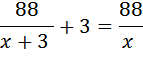 88/(x + 3) + 3 = 88/x